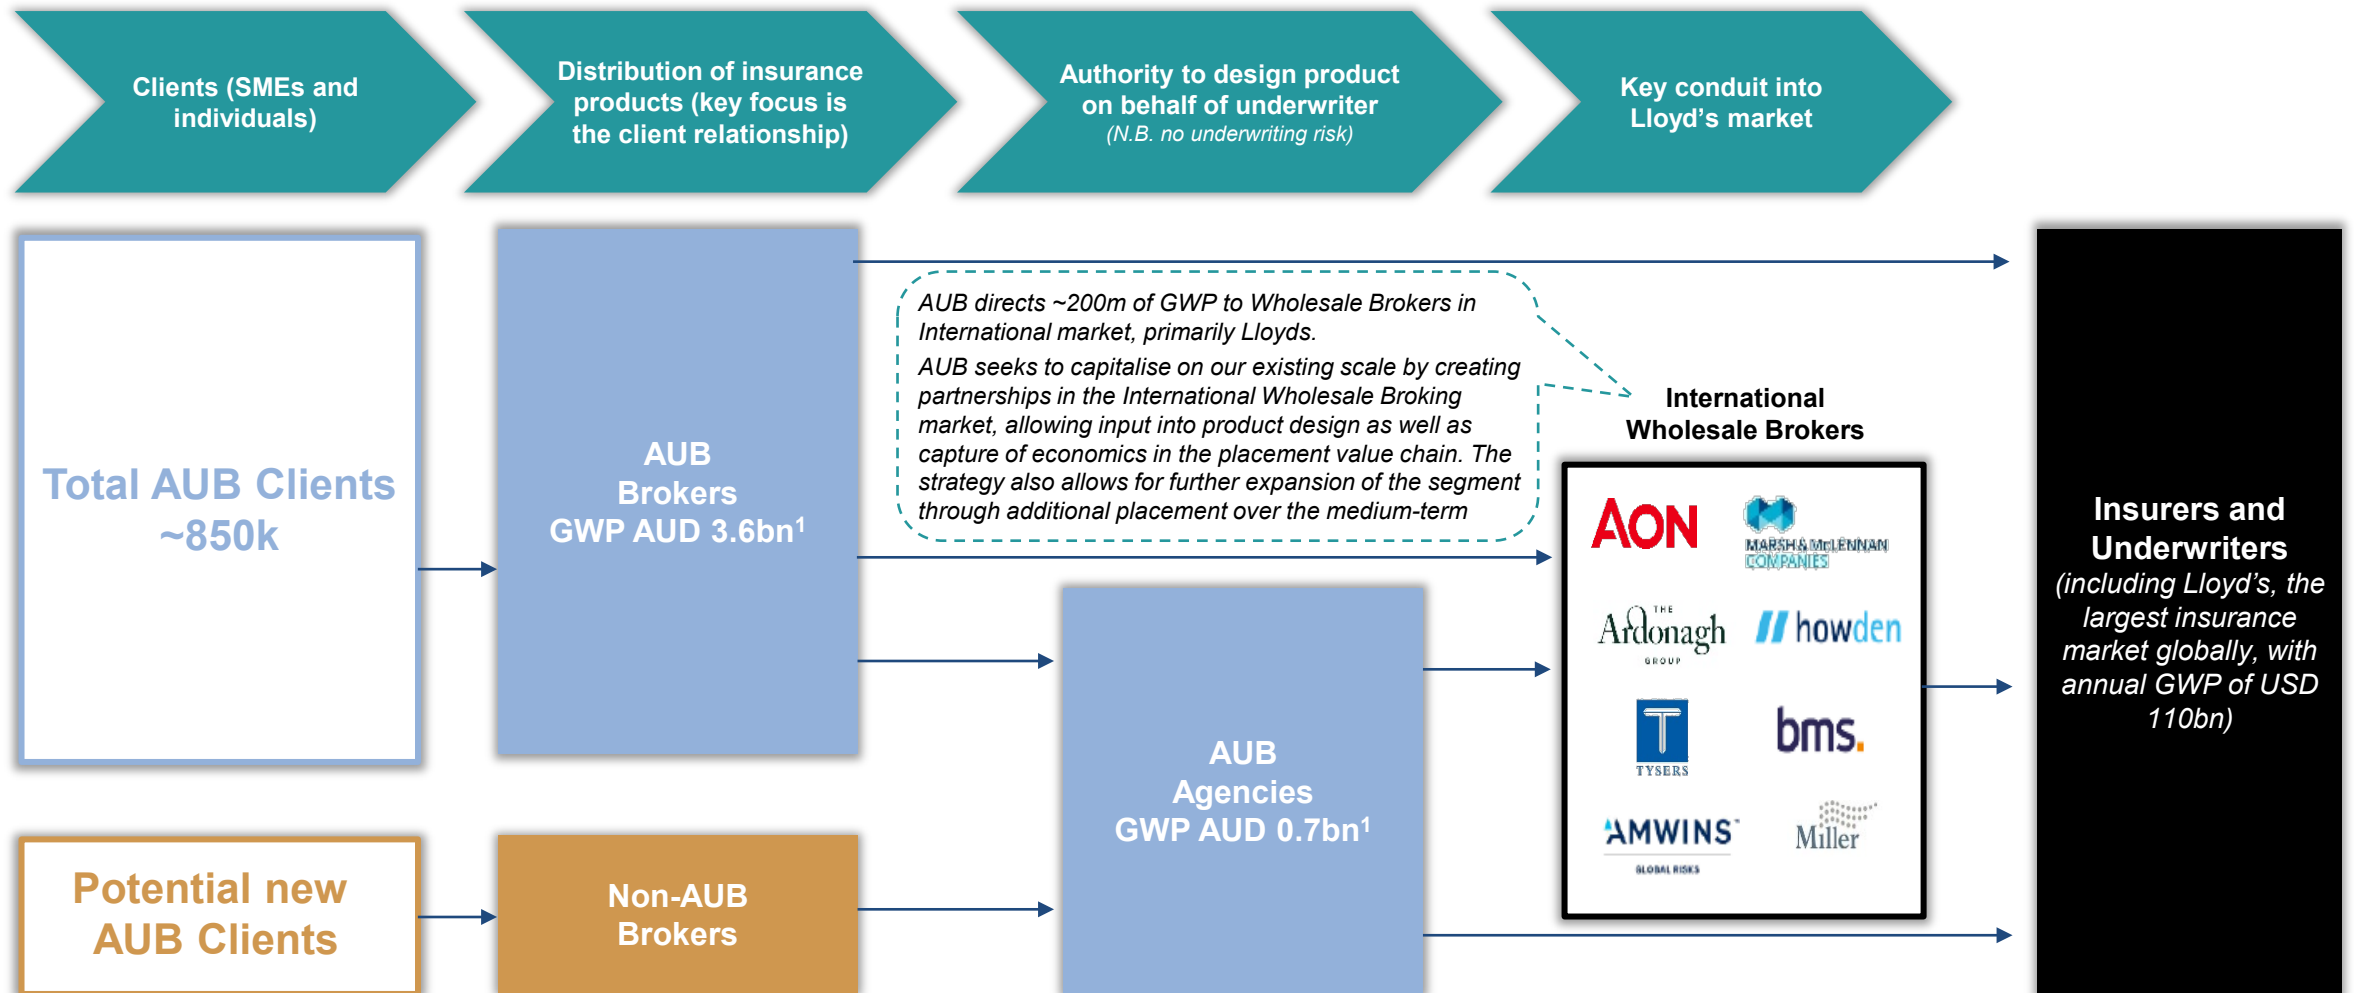 Clients (SMEs and
individuals)
Distribution of insurance
products (key focus is
the client relationship)
Authority to design product
on behalf of underwriter
(N.B. no underwriting risk)
Key conduit into
Lloyd’s market
Total AUB Clients
~850k
AUB
Brokers
GWP AUD 3.6bn¹
AUB directs ~200m of GWP to Wholesale Brokers in
International market, primarily Lloyds.
AUB seeks to capitalise on our existing scale by creating
partnerships in the International Wholesale Broking
market, allowing input into product design as well as
capture of economics in the placement value chain. The
strategy also allows for further expansion of the segment
through additional placement over the medium-term
International
Wholesale Brokers
AON
MARSH & McLENNAN
COMPANIES
THE
Ardonagh
GROUP
howden
TYSERS
bms.
AMWINS™
GLOBAL RISKS
Miller
Insurers and
Underwriters
(including Lloyd’s, the
largest insurance
market globally, with
annual GWP of USD
110bn)
AUB
Agencies
GWP AUD 0.7bn¹
Potential new
AUB Clients
Non-AUB
Brokers